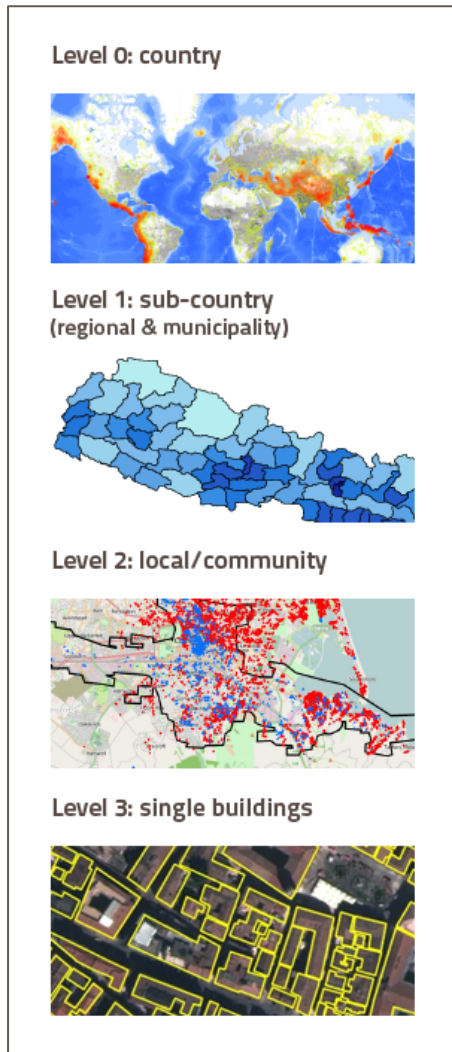 Level 0: country
Level 1: sub-country
(regional & municipality)
Level 2: local/community
Level 3: single buildings